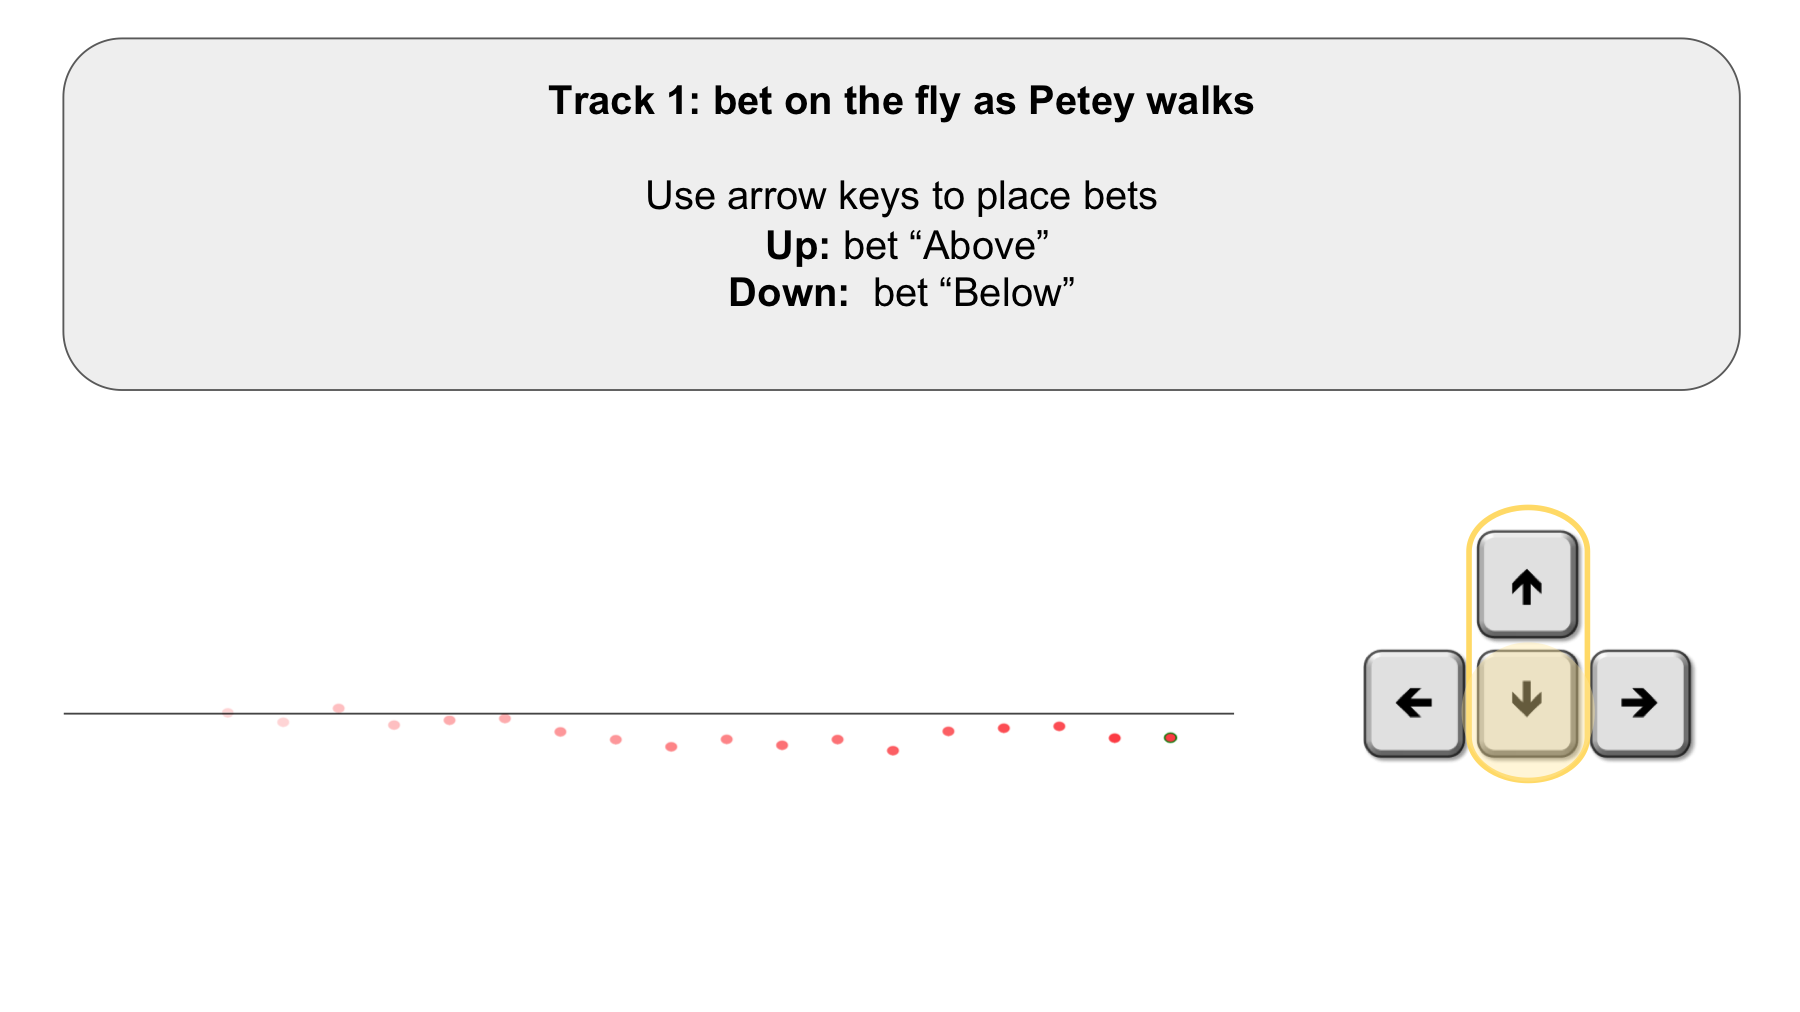 Track 1: bet on the fly as Petey walks
Use arrow keys to place bets
Up: bet “Above”
Down:  bet “Below”